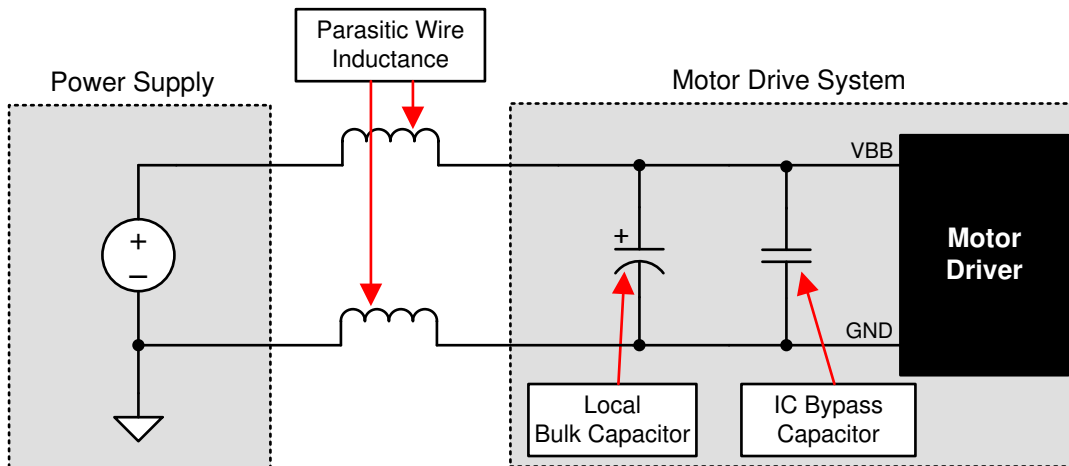 Parasitic Wire
Inductance
Power Supply
Motor Drive System
VBB
+
–
+
Motor
Driver
GND
Local
Bulk Capacitor
IC Bypass
Capacitor